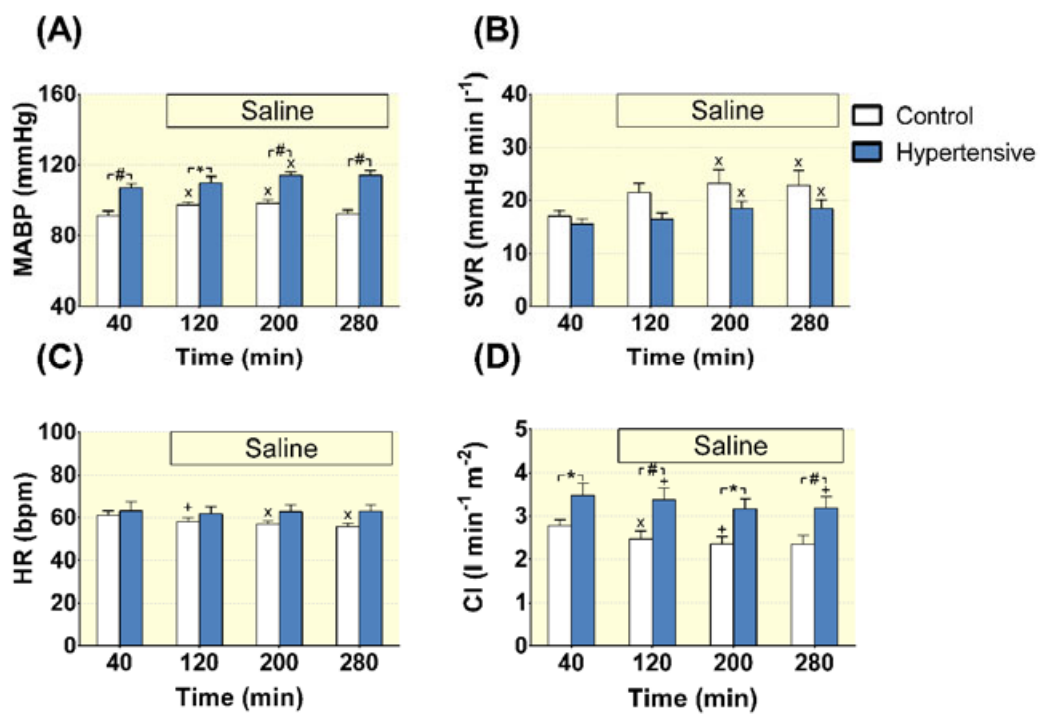 (A)
MABP (mmHg)
160
120
80
40
Saline
# * # #
x x x
40 120 200 280
Time (min)
(B)
SVR (mmHg min l⁻¹)
40
30
20
10
0
Saline
x x x x
40 120 200 280
Time (min)
Control
Hypertensive
(C)
HR (bpm)
100
80
60
40
20
0
Saline
+ x x
40 120 200 280
Time (min)
(D)
CI (l min⁻¹ m⁻²)
5
4
3
2
1
0
Saline
* # * #
x + + +
40 120 200 280
Time (min)